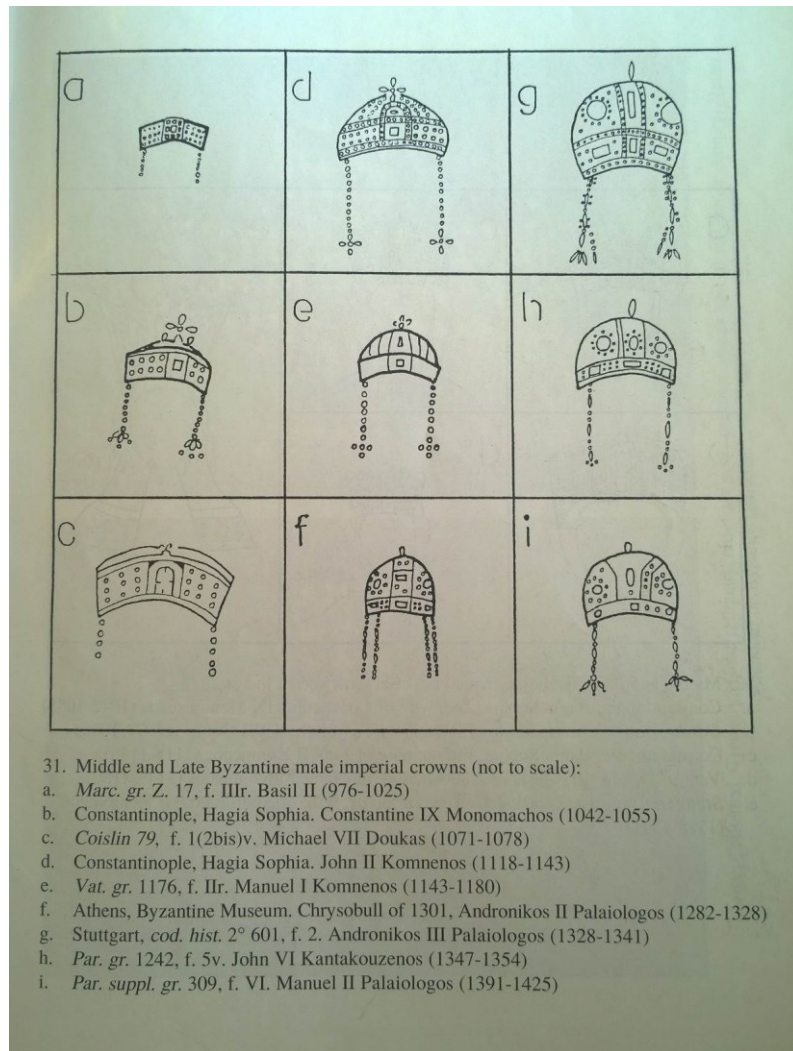 a
d
g
b
e
h
c
f
i
31. Middle and Late Byzantine male imperial crowns (not to scale):
a. Marc. gr. Z. 17, f. IIIr. Basil II (976-1025)
b. Constantinople, Hagia Sophia. Constantine IX Monomachos (1042-1055)
c. Coislin 79, f. 1(2bis)v. Michael VII Doukas (1071-1078)
d. Constantinople, Hagia Sophia. John II Komnenos (1118-1143)
e. Vat. gr. 1176, f. IIr. Manuel I Komnenos (1143-1180)
f. Athens, Byzantine Museum. Chrysobull of 1301, Andronikos II Palaiologos (1282-1328)
g. Stuttgart, cod. hist. 2° 601, f. 2. Andronikos III Palaiologos (1328-1341)
h. Par. gr. 1242, f. 5v. John VI Kantakouzenos (1347-1354)
i. Par. suppl. gr. 309, f. VI. Manuel II Palaiologos (1391-1425)